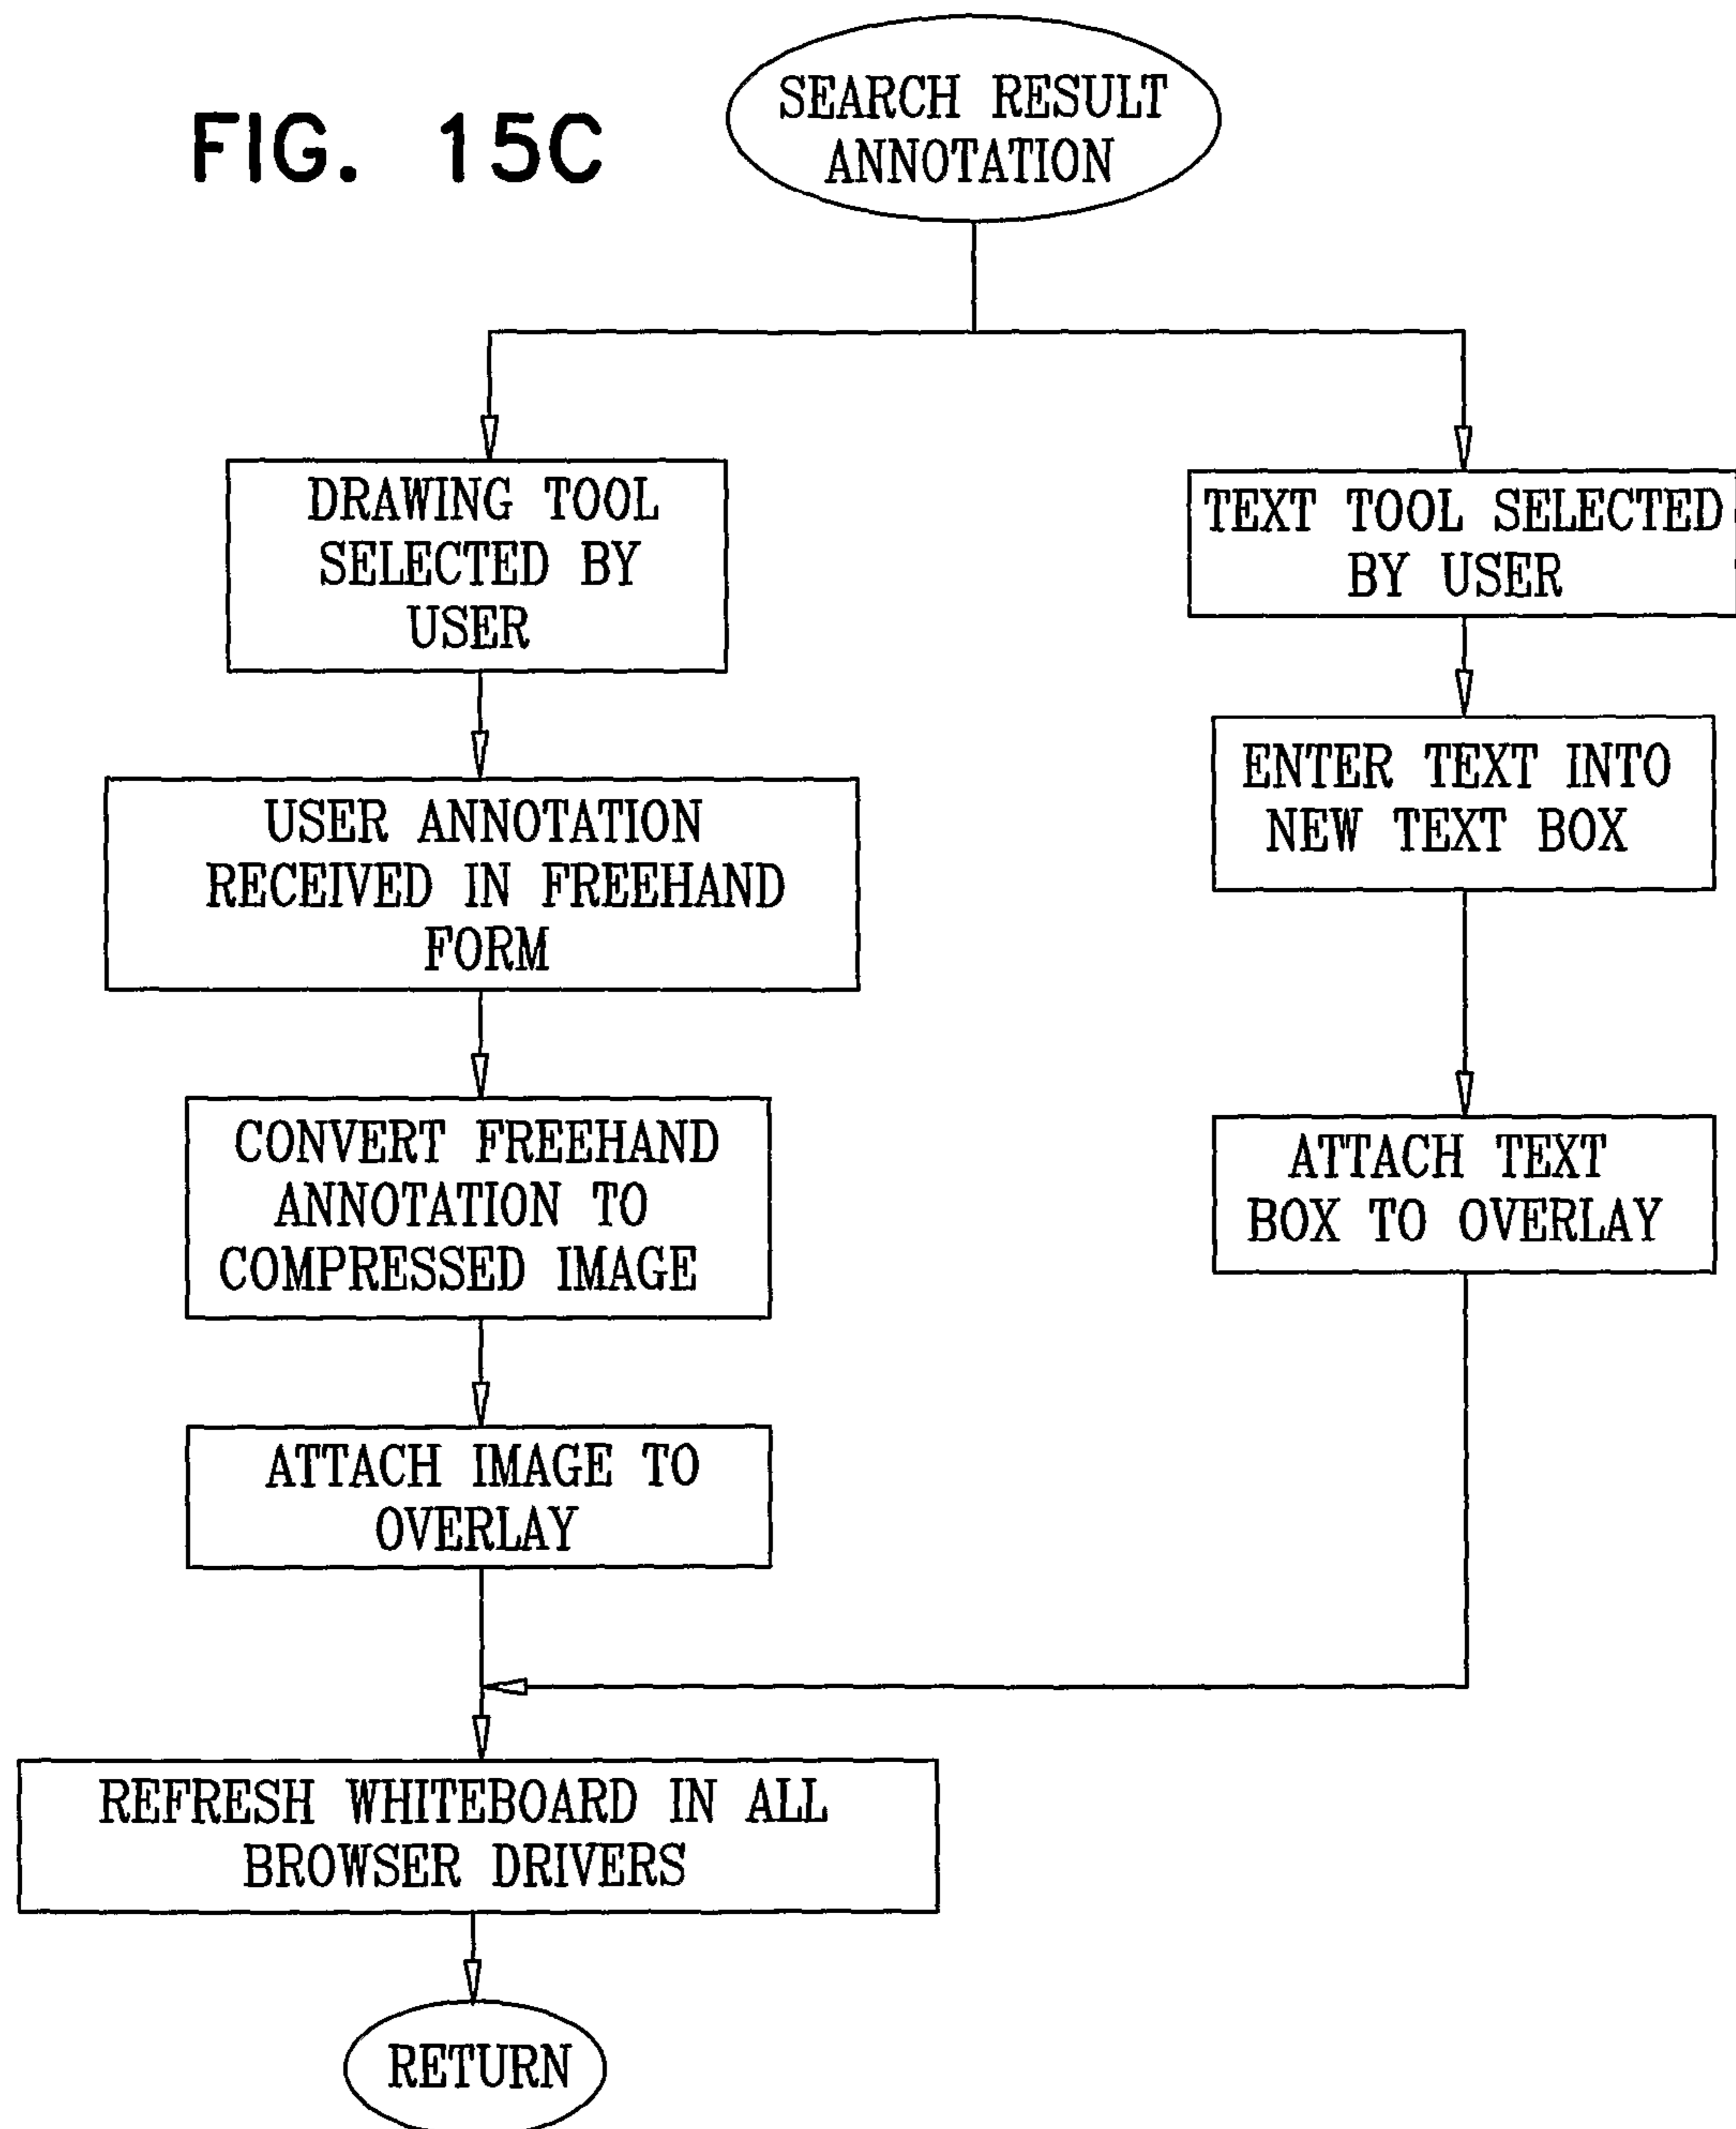 FIG. 15C
SEARCH RESULT
ANNOTATION
DRAWING TOOL
SELECTED BY
USER
USER ANNOTATION
RECEIVED IN FREEHAND
FORM
CONVERT FREEHAND
ANNOTATION TO
COMPRESSED IMAGE
ATTACH IMAGE TO
OVERLAY
TEXT TOOL SELECTED
BY USER
ENTER TEXT INTO
NEW TEXT BOX
ATTACH TEXT
BOX TO OVERLAY
REFRESH WHITEBOARD IN ALL
BROWSER DRIVERS
RETURN